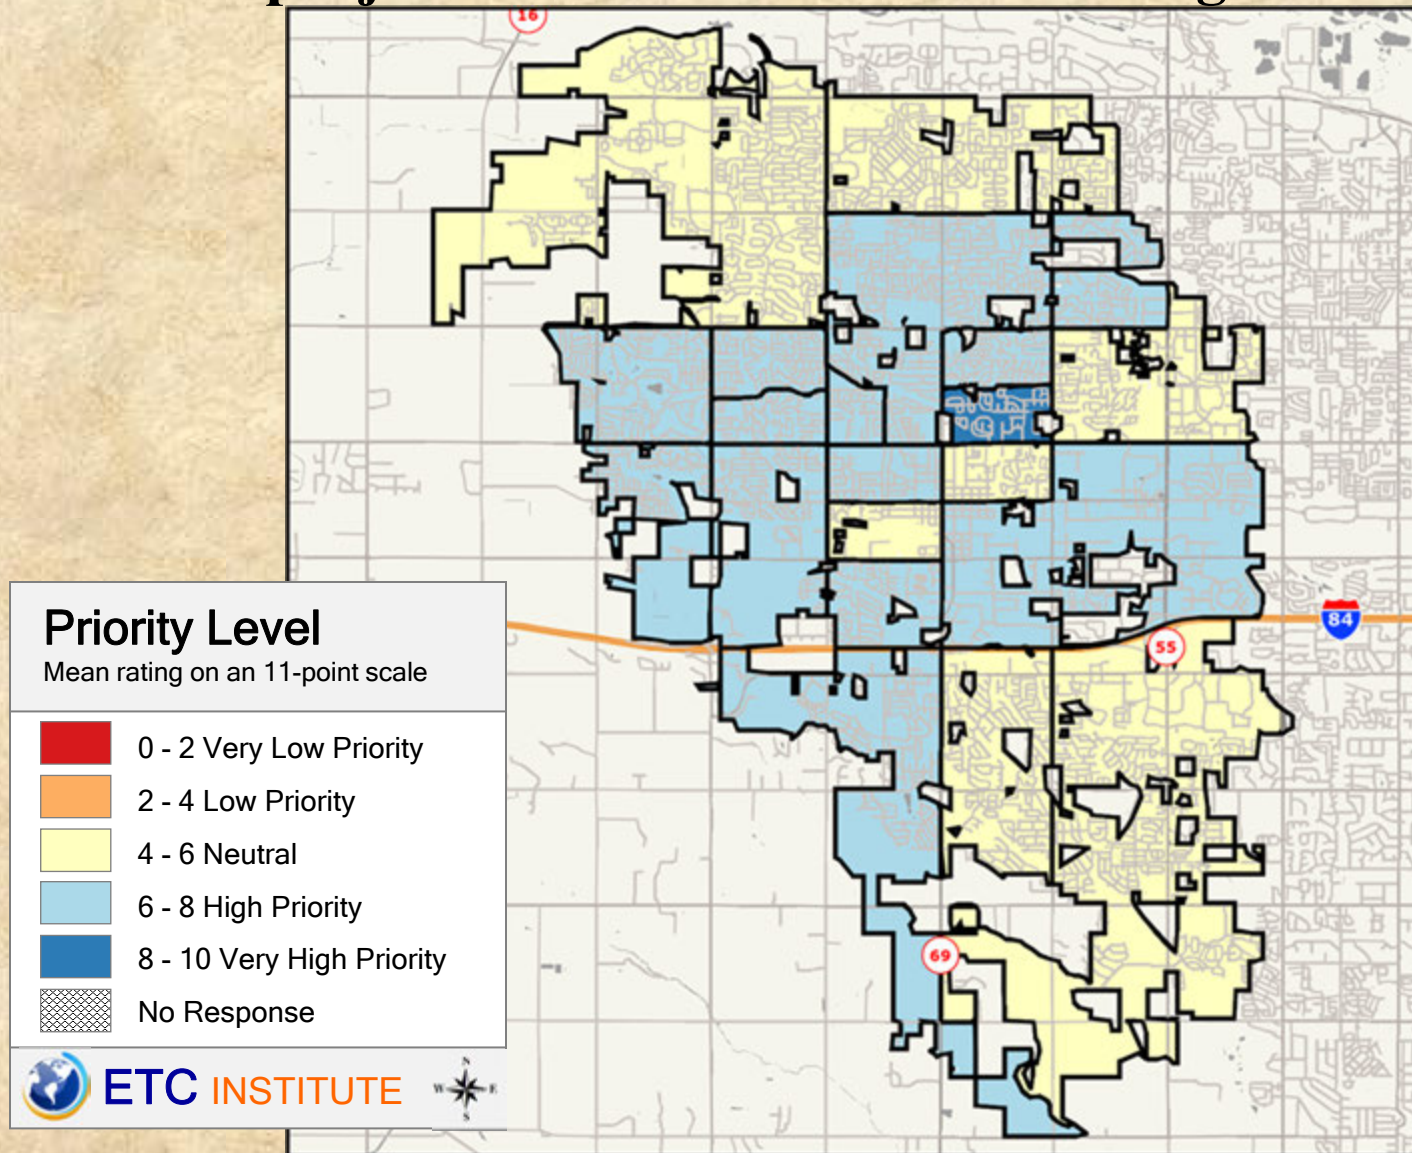 16
84
55
69
Priority Level
Mean rating on an 11-point scale
0 - 2 Very Low Priority
2 - 4 Low Priority
4 - 6 Neutral
6 - 8 High Priority
8 - 10 Very High Priority
No Response
ETC INSTITUTE
N
W E
S